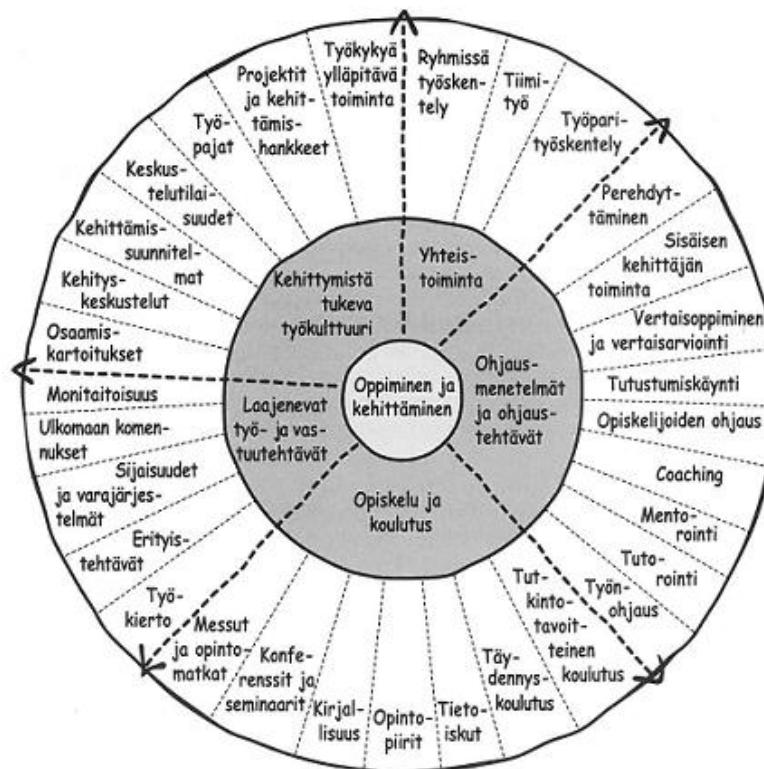 Työkykyä
ylläpitävä
toiminta
Ryhmissä
työsken-
tely
Tiimi-
työ
Työpari-
työskentely
Perehdyt-
täminen
Sisäisen
kehittäjän
toiminta
Vertaisoppiminen
ja vertaisarviointi
Tutustumiskäynti
Opiskelijoiden ohjaus
Coaching
Mento-
rointi
Tuto-
rointi
Työn-
ohjaus
Tut-
kinto-
tavoit-
teinen
koulutus
Täy-
dennys-
koulutus
Tieto-
iskut
Opinto-
piirit
Kirjal-
lisuus
Konfe-
renssit ja
seminaarit
Messut
ja opinto-
matkat
Työ-
kierto
Erityis-
tehtävät
Sijaisuudet
ja varajärjes-
telmät
Ulkomaan komen-
nukset
Monitaitoisuus
Osaamis-
kartoitukset
Kehitys-
keskustelut
Kehittämis-
suunnitel-
mat
Keskus-
telutilai-
suudet
Työ-
pajat
Projektit
ja kehit-
tämis-
hankkeet
Kehittymistä
tukeva
työkulttuuri
Yhteis-
toiminta
Ohjaus-
menetelmät
ja ohjaus-
tehtävät
Opiskelu ja
koulutus
Laajenevat
työ- ja vas-
tuutehtävät
Oppiminen ja
kehittäminen